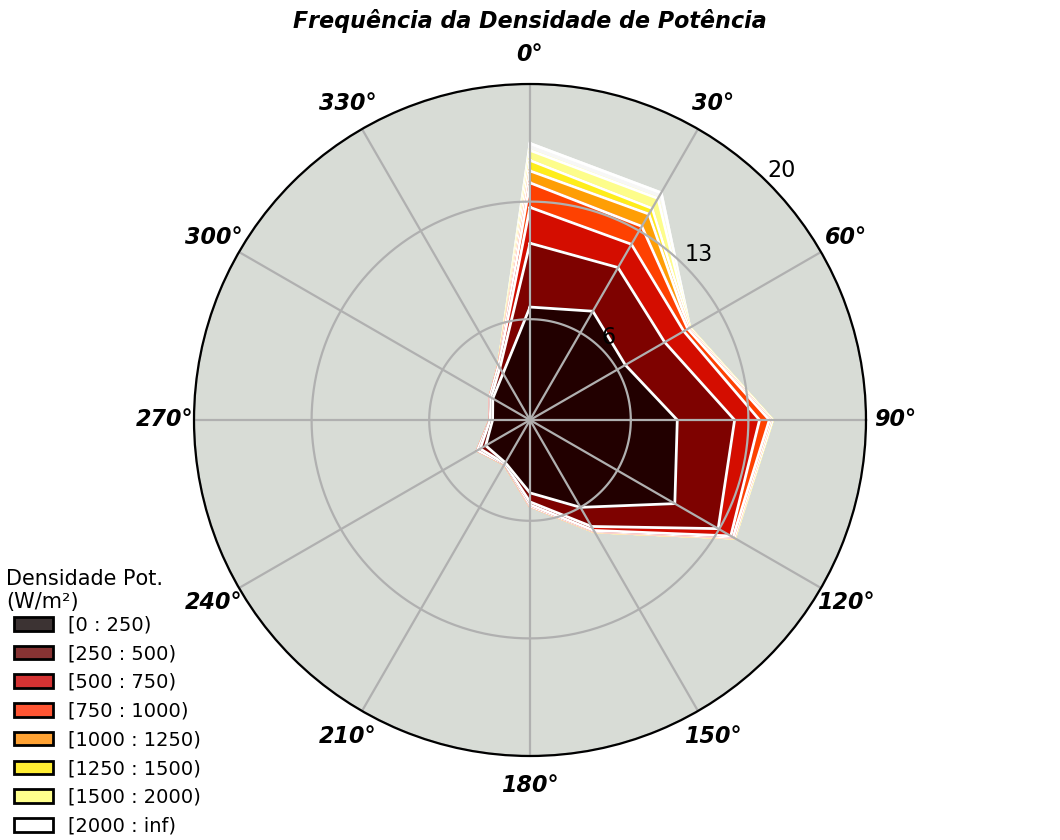 Frequência da Densidade de Potência
0°
330°
30°
20
300°
60°
13
6
270°
90°
240°
120°
210°
150°
180°
Densidade Pot.
(W/m²)
[0 : 250)
[250 : 500)
[500 : 750)
[750 : 1000)
[1000 : 1250)
[1250 : 1500)
[1500 : 2000)
[2000 : inf)